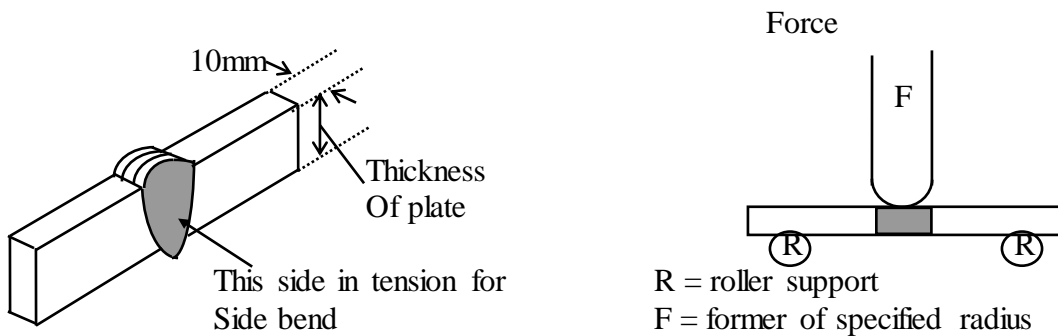 10mm
Thickness
Of plate
This side in tension for
Side bend
Force
F
R
R
R = roller support
F = former of specified radius